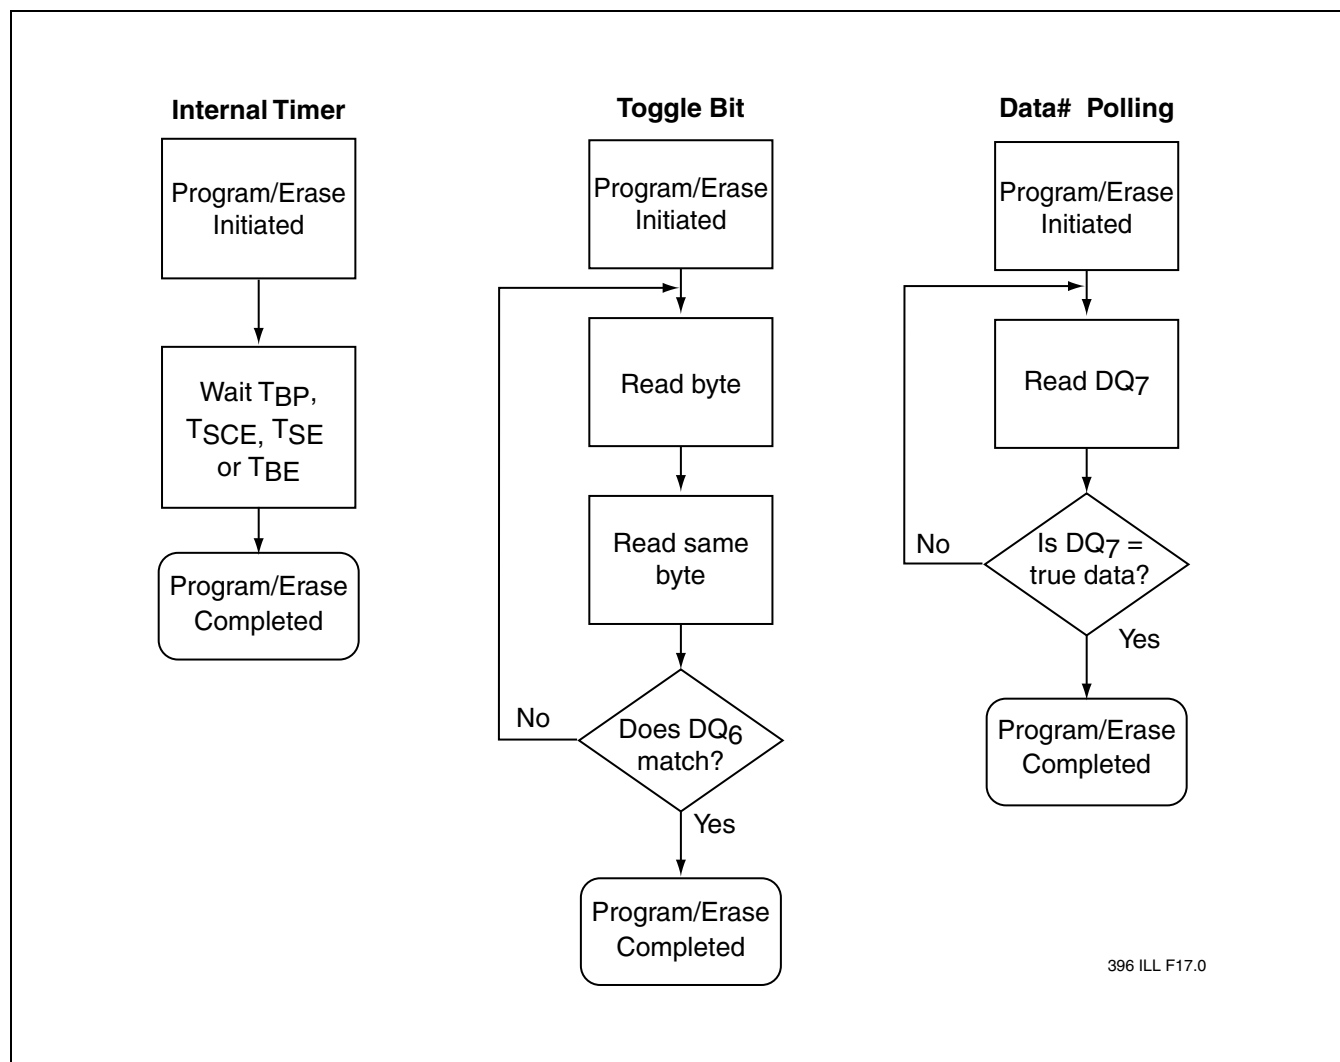 Internal Timer
Program/Erase
Initiated
Wait TBP,
TSCE, TSE
or TBE
Program/Erase
Completed
Toggle Bit
Program/Erase
Initiated
Read byte
Read same
byte
Does DQ6
match?
No
Yes
Program/Erase
Completed
Data# Polling
Program/Erase
Initiated
Read DQ7
Is DQ7 =
true data?
No
Yes
Program/Erase
Completed
396 ILL F17.0